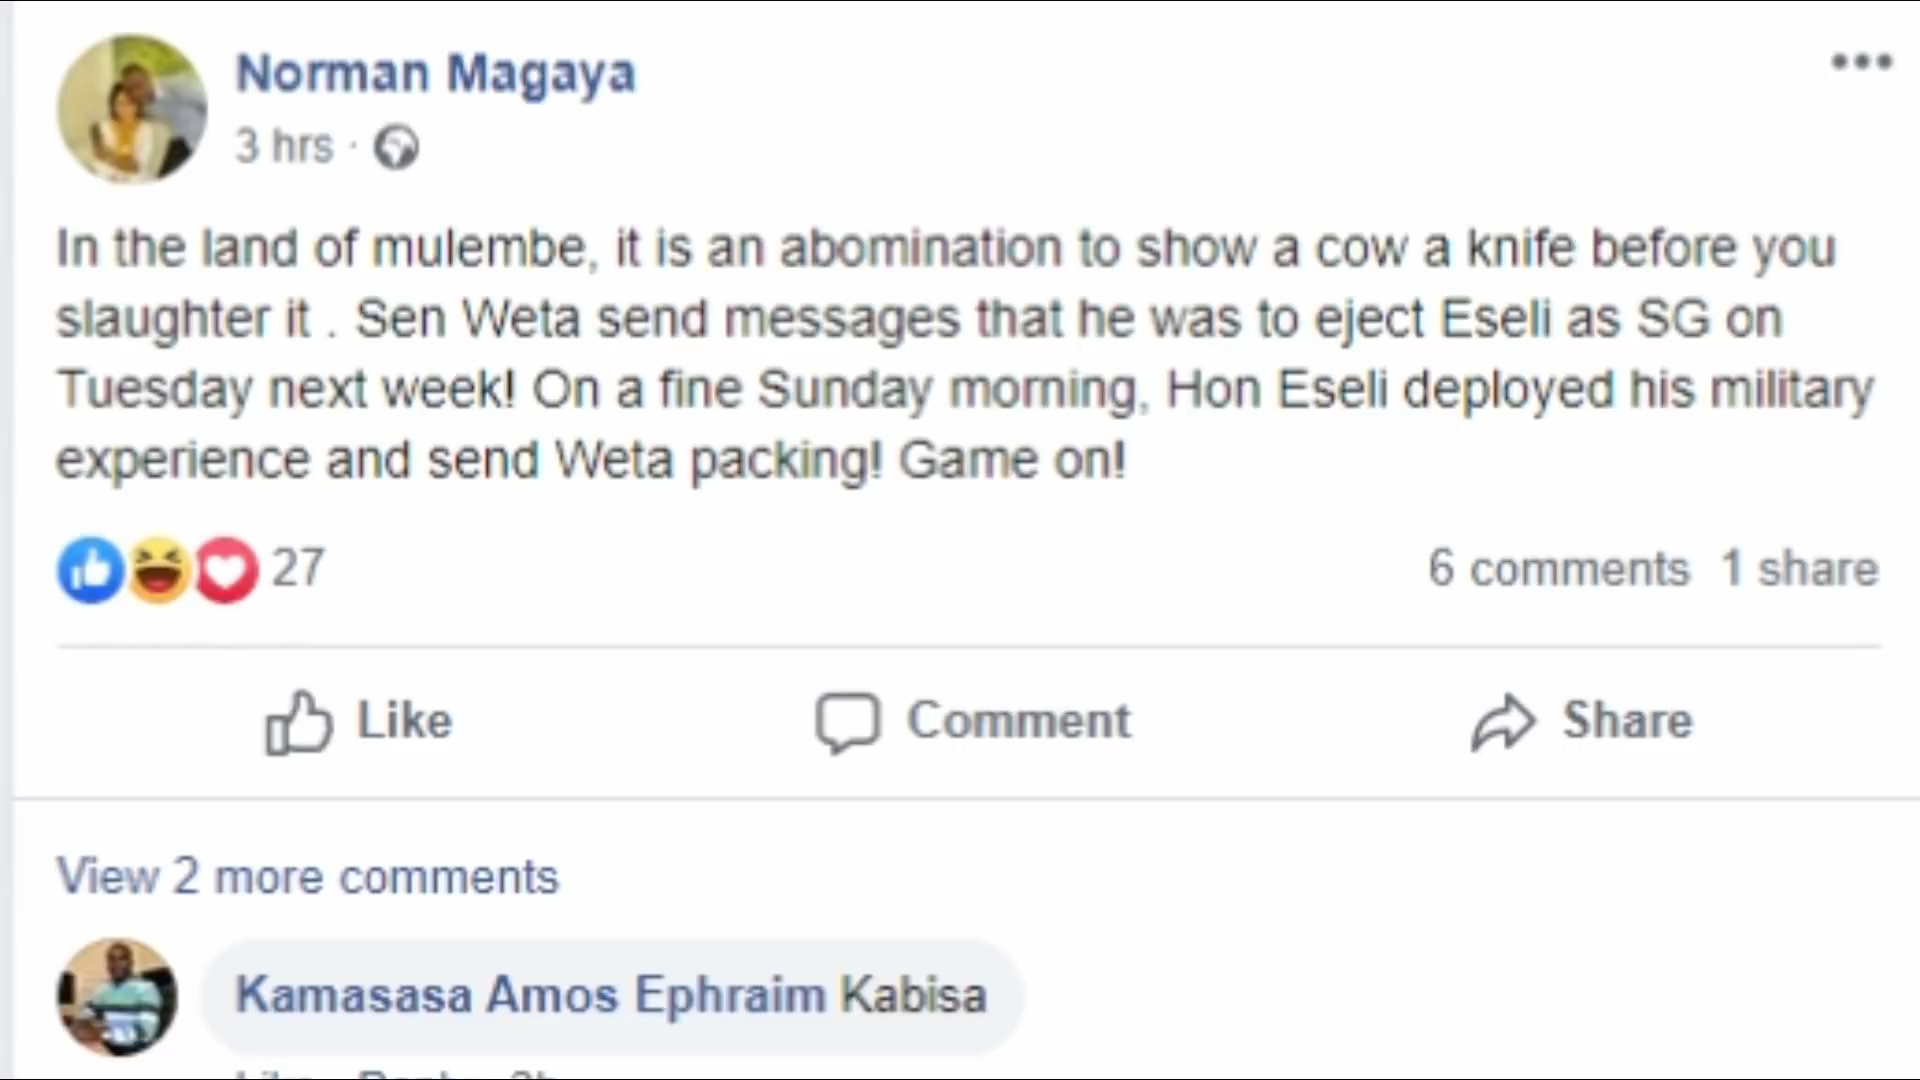 Norman Magaya
3 hrs ·
In the land of mulembe, it is an abomination to show a cow a knife before you
slaughter it . Sen Weta send messages that he was to eject Eseli as SG on
Tuesday next week! On a fine Sunday morning, Hon Eseli deployed his military
experience and send Weta packing! Game on!
27
6 comments 1 share
Like Comment Share
View 2 more comments
Kamasasa Amos Ephraim Kabisa